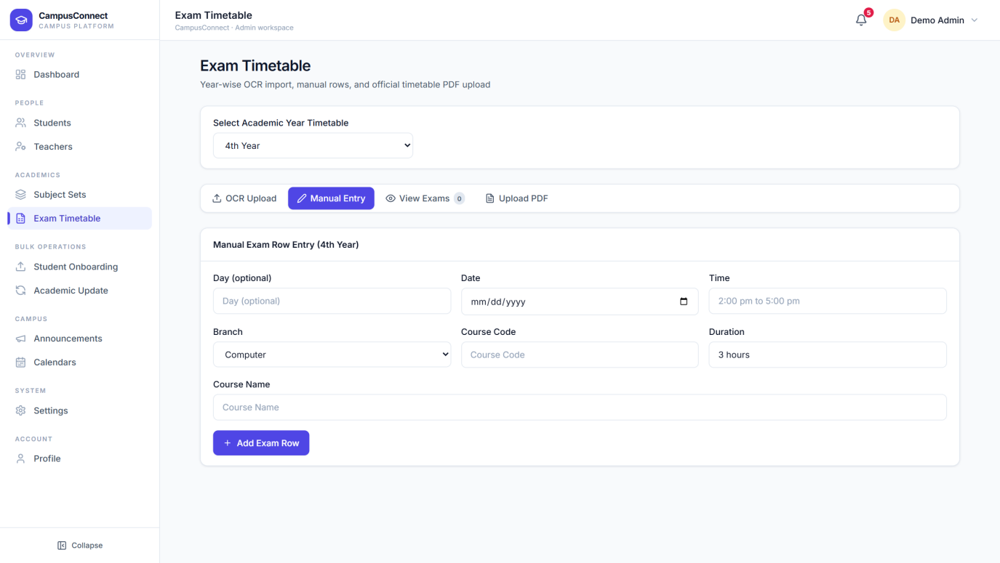 CampusConnect
CAMPUS PLATFORM
OVERVIEW
Dashboard
PEOPLE
Students
Teachers
ACADEMICS
Subject Sets
Exam Timetable
BULK OPERATIONS
Student Onboarding
Academic Update
CAMPUS
Announcements
Calendars
SYSTEM
Settings
ACCOUNT
Profile
Collapse
Exam Timetable
CampusConnect · Admin workspace
5
DA Demo Admin
Exam Timetable
Year-wise OCR import, manual rows, and official timetable PDF upload
Select Academic Year Timetable
4th Year
OCR Upload Manual Entry View Exams 0 Upload PDF
Manual Exam Row Entry (4th Year)
Day (optional) Date Time
Day (optional) mm/dd/yyyy 2:00 pm to 5:00 pm
Branch Course Code Duration
Computer Course Code 3 hours
Course Name
Course Name
+ Add Exam Row